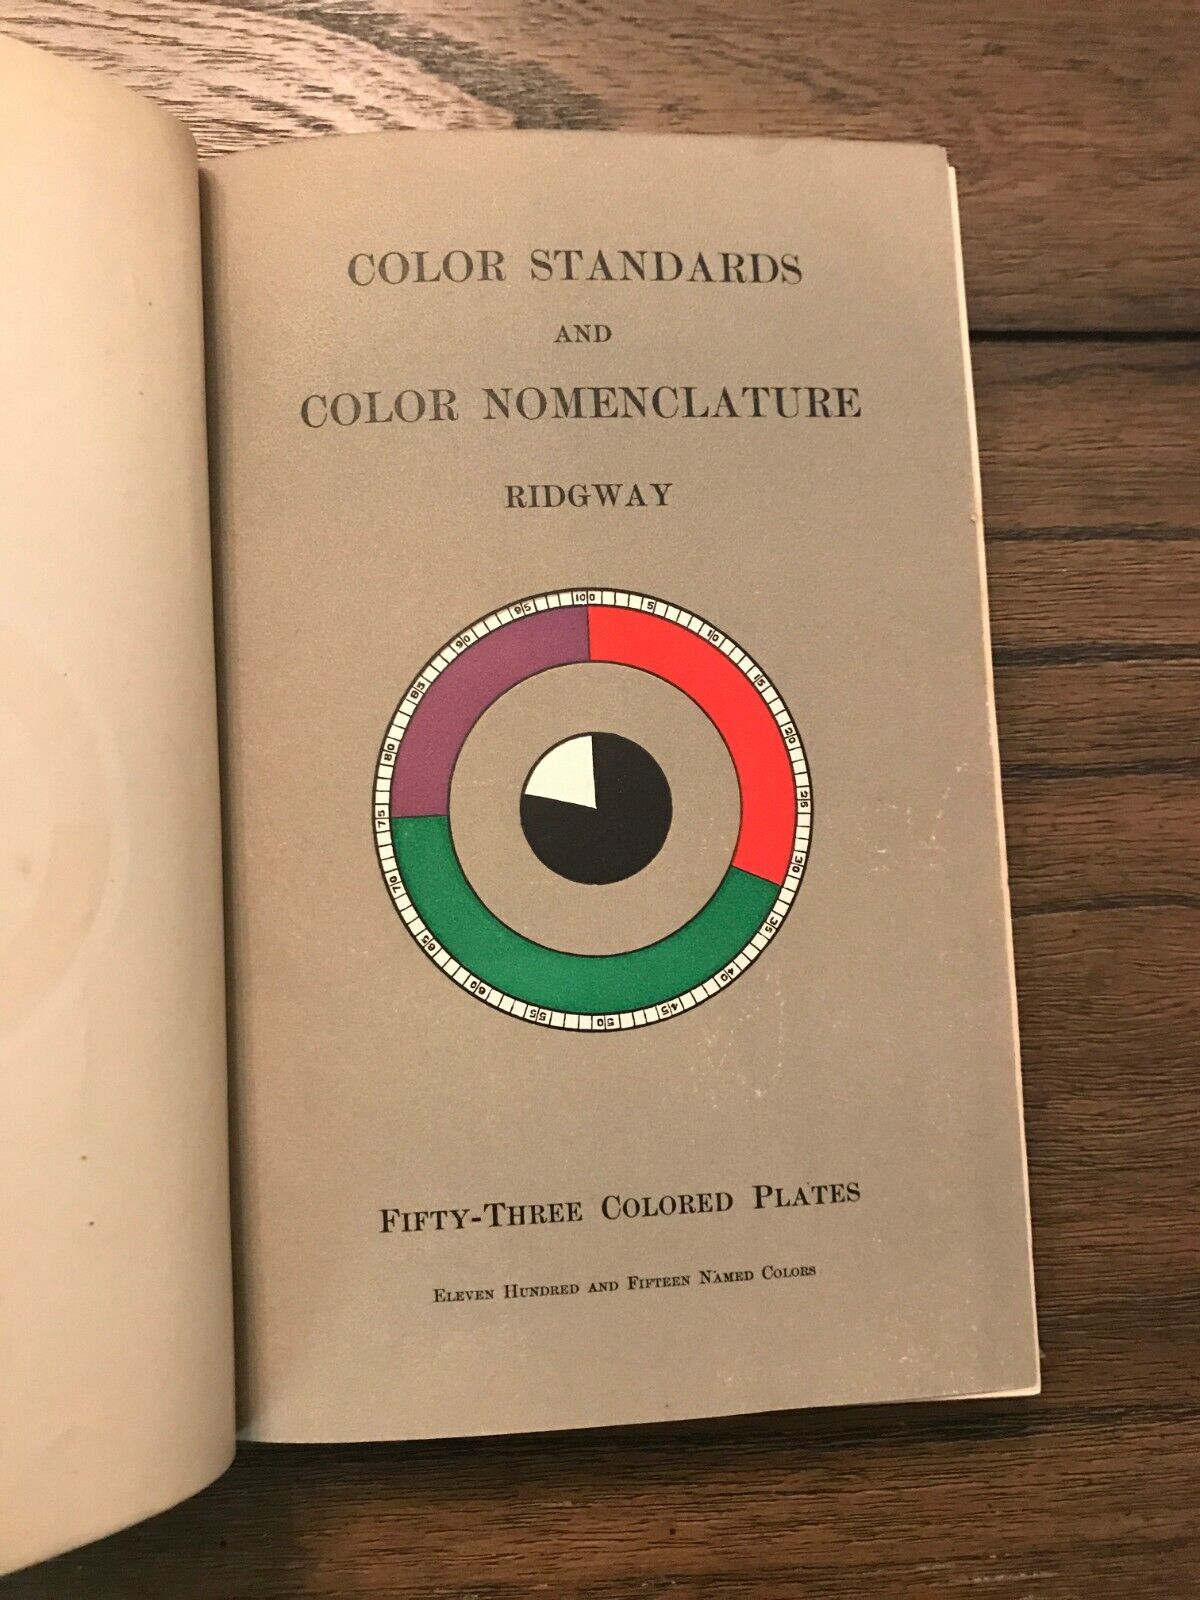 COLOR STANDARDS
AND
COLOR NOMENCLATURE
RIDGWAY
100 5 10 15 20 25 30 35 40 45 50 55 60 65 70 75 80 85 90 95
FIFTY-THREE COLORED PLATES
ELEVEN HUNDRED AND FIFTEEN NAMED COLORS